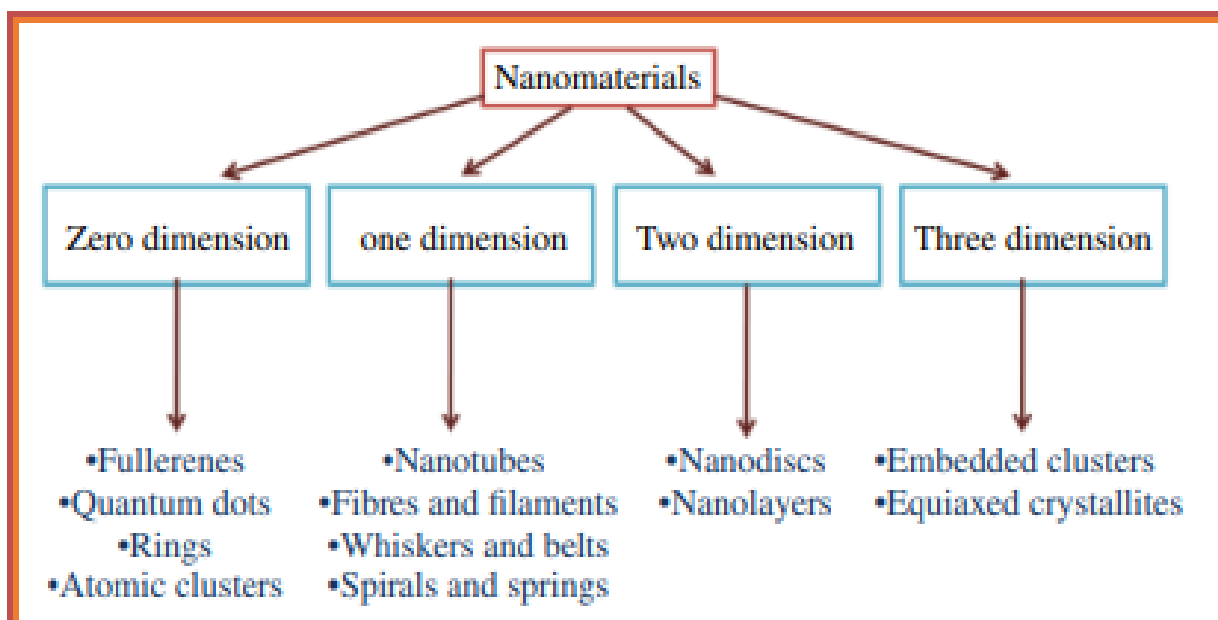 Nanomaterials
Zero dimension
one dimension
Two dimension
Three dimension
•Fullerenes
•Quantum dots
•Rings
•Atomic clusters
•Nanotubes
•Fibres and filaments
•Whiskers and belts
•Spirals and springs
•Nanodiscs
•Nanolayers
•Embedded clusters
•Equiaxed crystallites